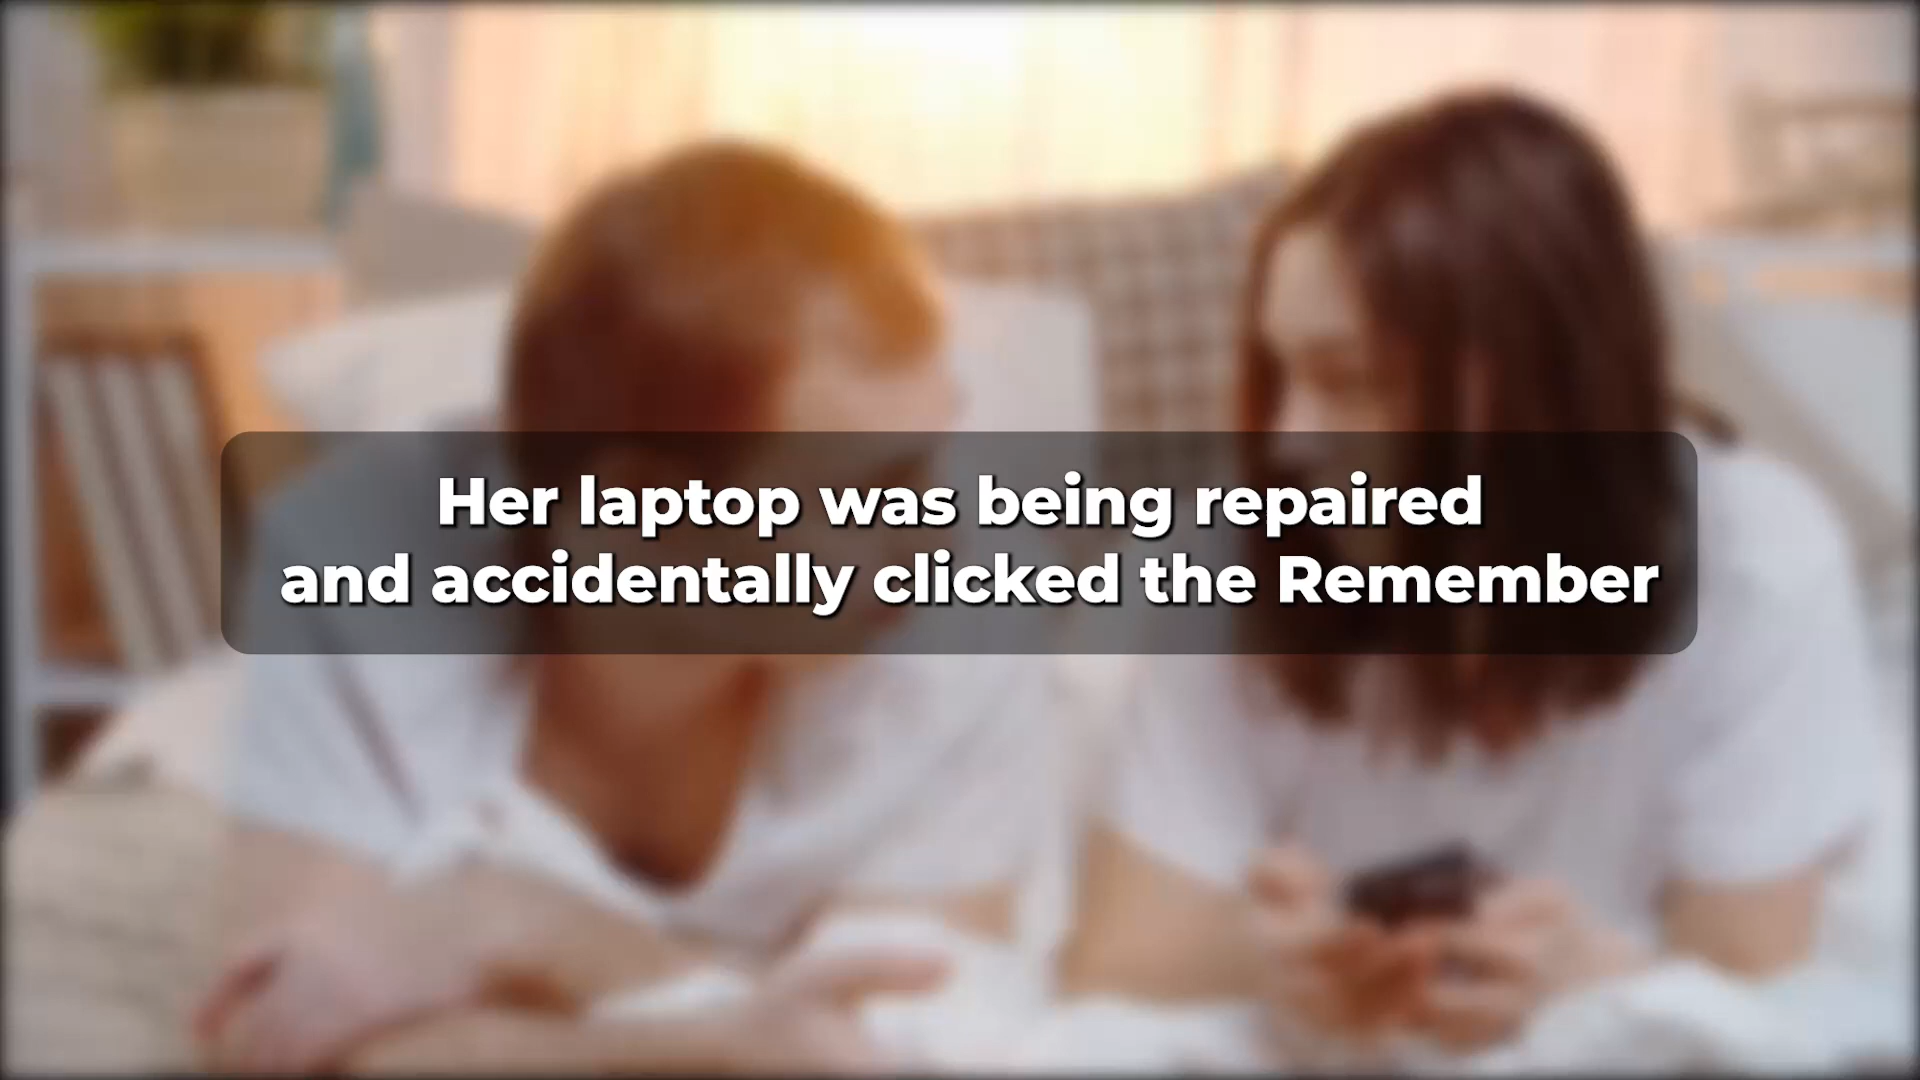 Her laptop was being repaired
and accidentally clicked the Remember